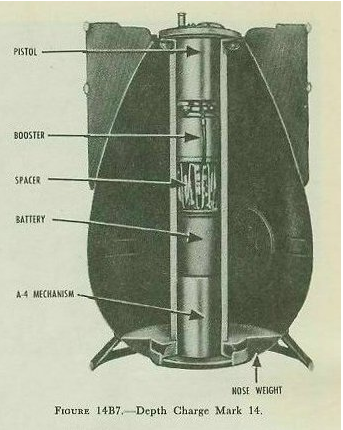 PISTOL
BOOSTER
SPACER
BATTERY
A-4 MECHANISM
NOSE WEIGHT
FIGURE 14B7.—Depth Charge Mark 14.